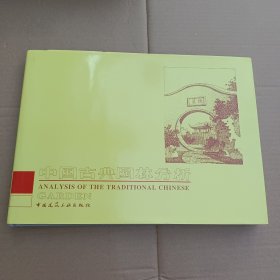 中国古典园林分析
ANALYSIS OF THE TRADITIONAL CHINESE
GARDEN
中国建筑工业出版社